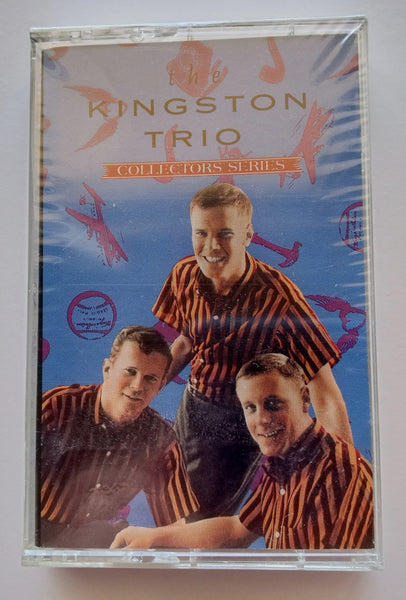 the
KINGSTON
TRIO
COLLECTORS SERIES